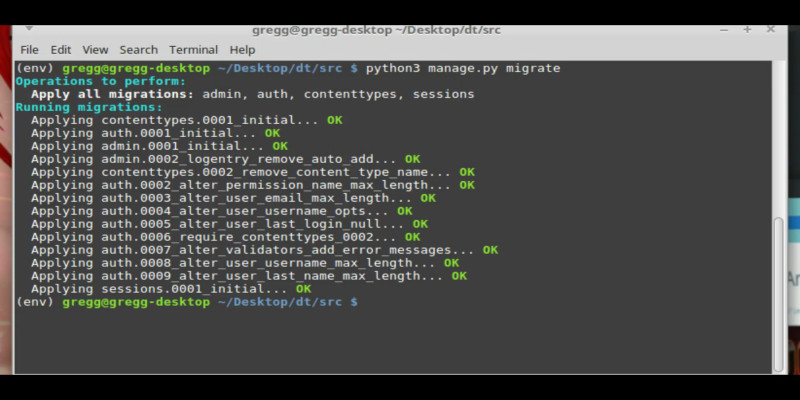 gregg@gregg-desktop ~/Desktop/dt/src
File Edit View Search Terminal Help
(env) gregg@gregg-desktop ~/Desktop/dt/src $ python3 manage.py migrate
Operations to perform:
Apply all migrations: admin, auth, contenttypes, sessions
Running migrations:
Applying contenttypes.0001_initial... OK
Applying auth.0001_initial... OK
Applying admin.0001_initial... OK
Applying admin.0002_logentry_remove_auto_add... OK
Applying contenttypes.0002_remove_content_type_name... OK
Applying auth.0002_alter_permission_name_max_length... OK
Applying auth.0003_alter_user_email_max_length... OK
Applying auth.0004_alter_user_username_opts... OK
Applying auth.0005_alter_user_last_login_null... OK
Applying auth.0006_require_contenttypes_0002... OK
Applying auth.0007_alter_validators_add_error_messages... OK
Applying auth.0008_alter_user_username_max_length... OK
Applying auth.0009_alter_user_last_name_max_length... OK
Applying sessions.0001_initial... OK
(env) gregg@gregg-desktop ~/Desktop/dt/src $